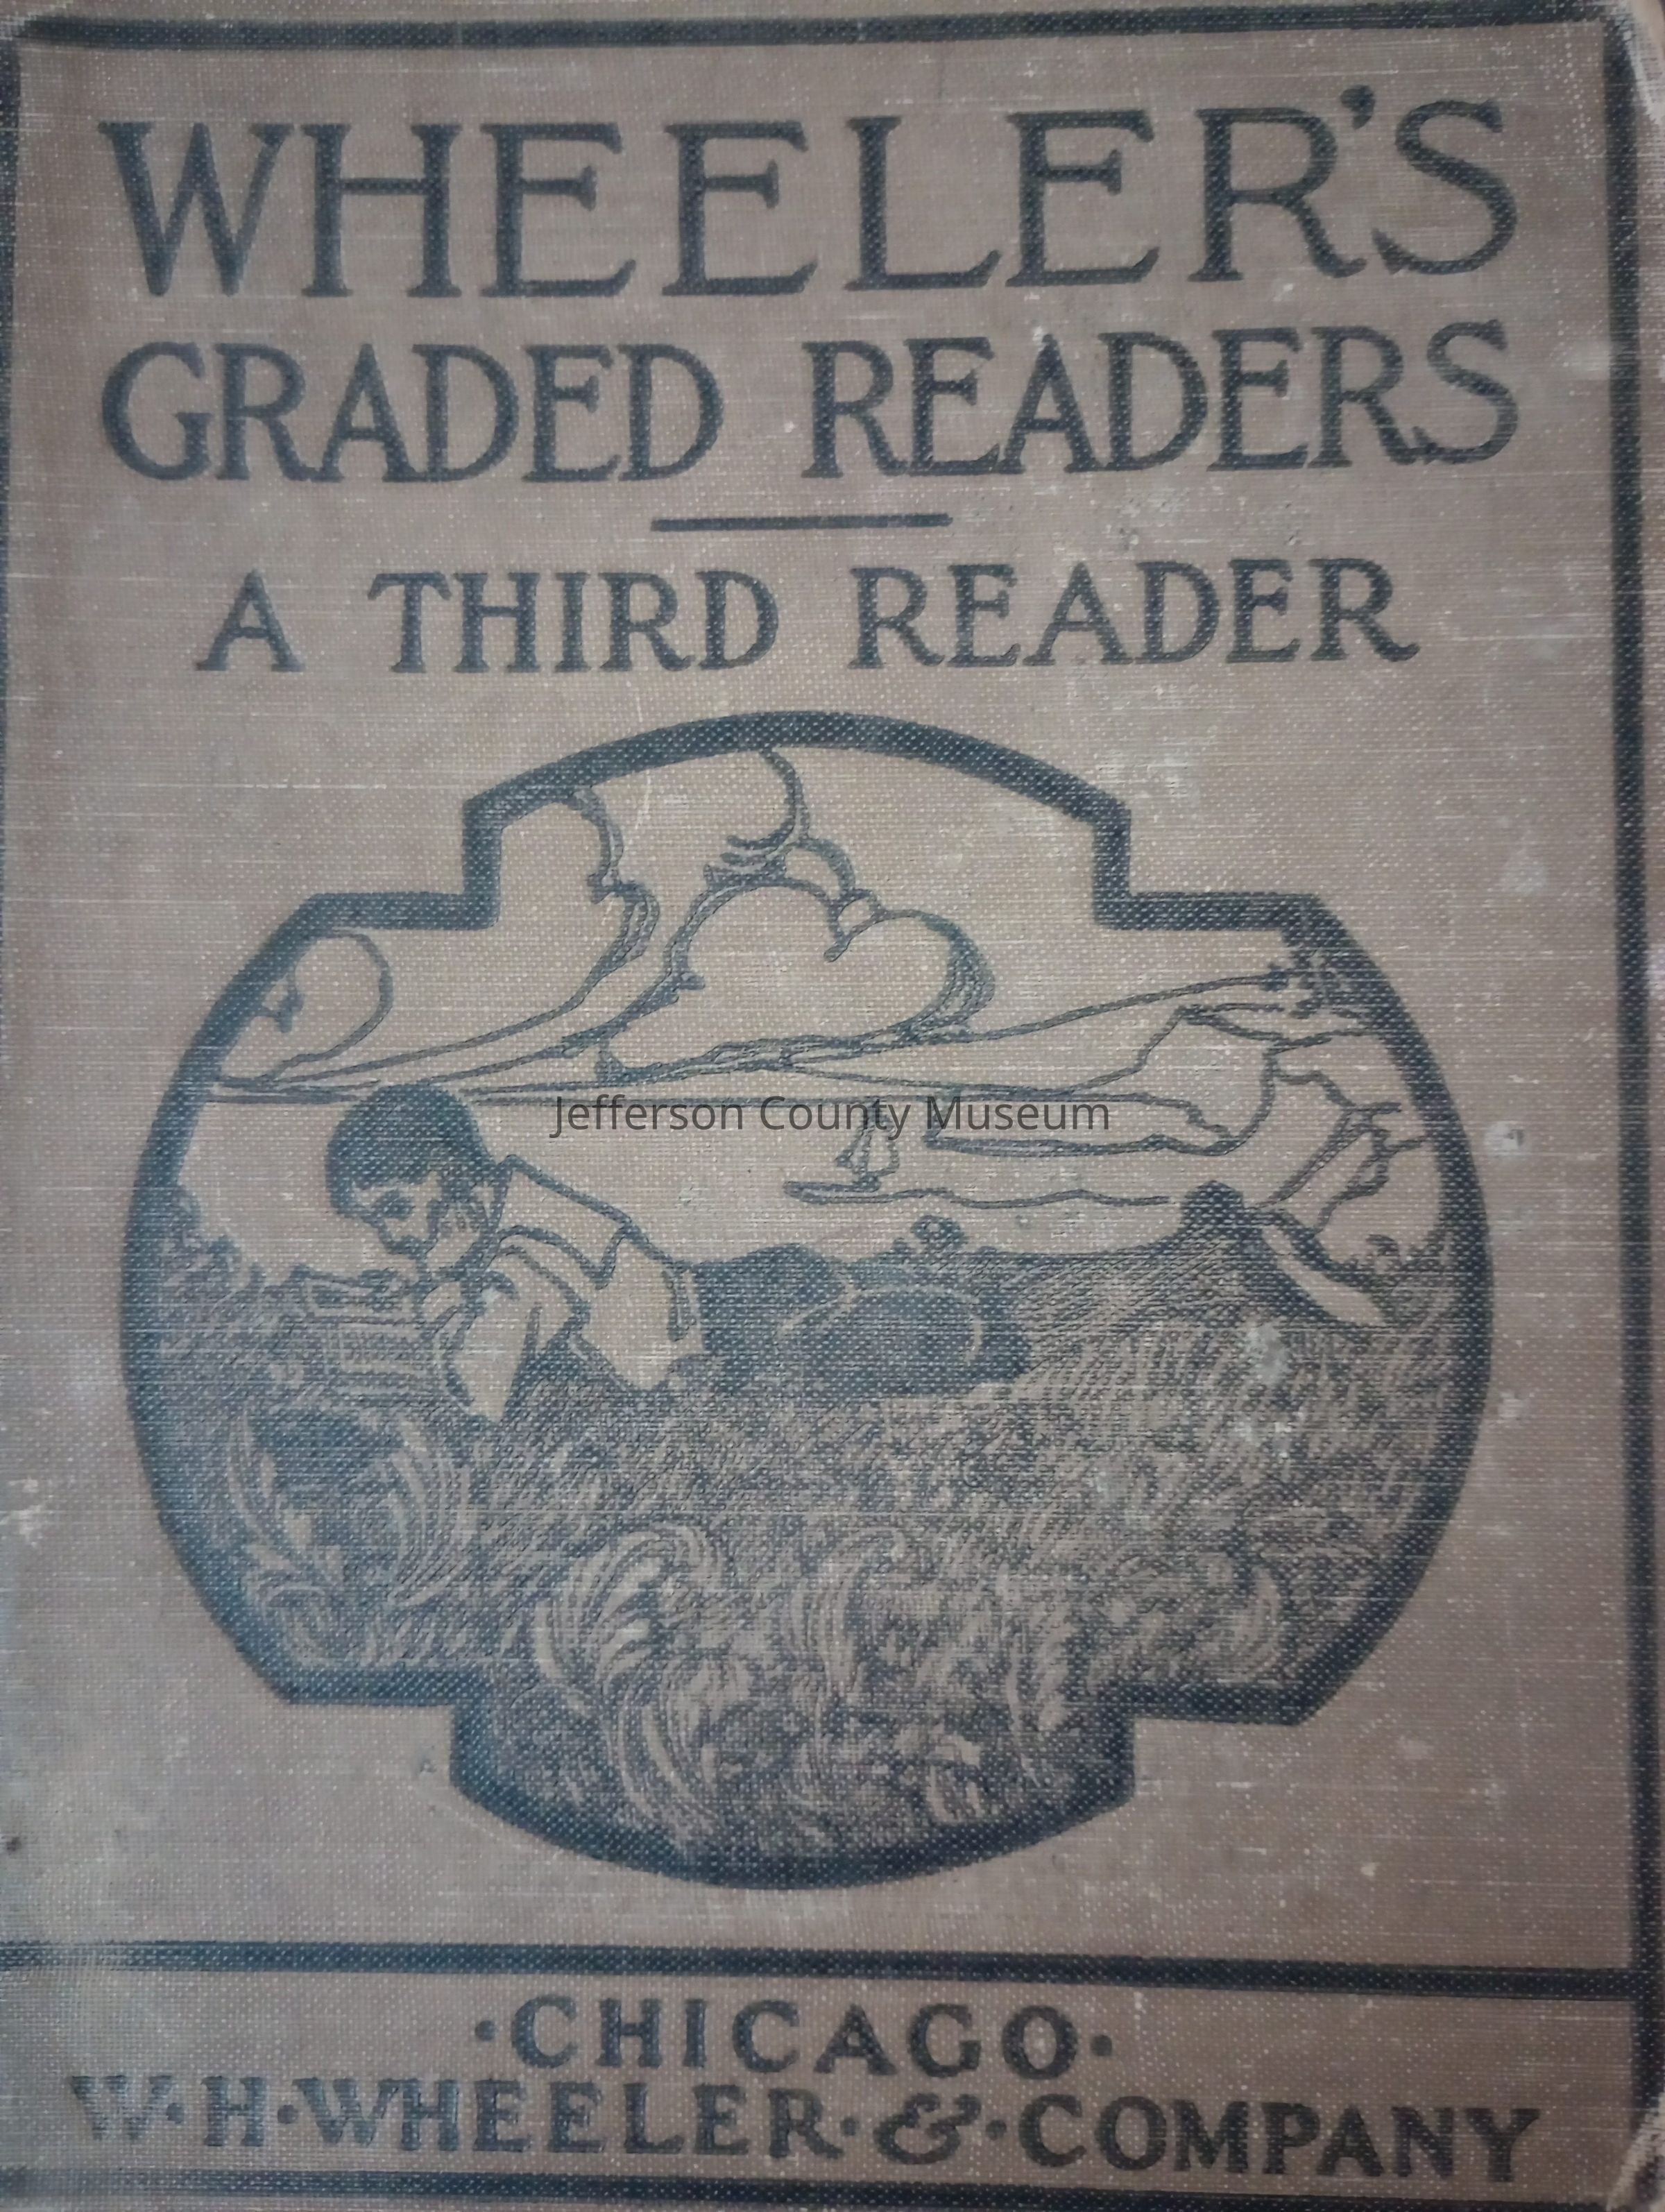 WHEELER'S
GRADED READERS
A THIRD READER
Jefferson County Museum
·CHICAGO·
W·H·WHEELER·&·COMPANY